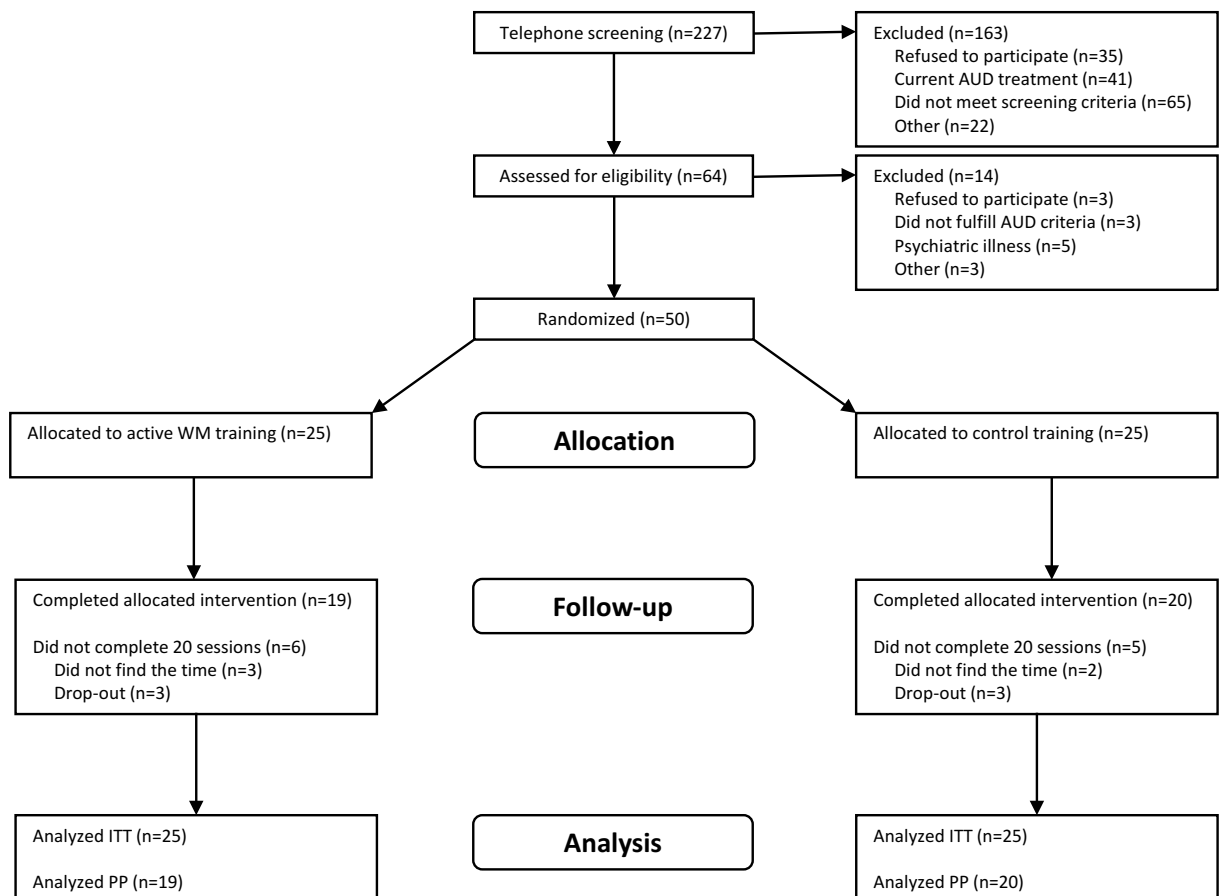 Telephone screening (n=227)
Excluded (n=163)
Refused to participate (n=35)
Current AUD treatment (n=41)
Did not meet screening criteria (n=65)
Other (n=22)
Assessed for eligibility (n=64)
Excluded (n=14)
Refused to participate (n=3)
Did not fulfill AUD criteria (n=3)
Psychiatric illness (n=5)
Other (n=3)
Randomized (n=50)
Allocated to active WM training (n=25)
Allocation
Allocated to control training (n=25)
Completed allocated intervention (n=19)
Did not complete 20 sessions (n=6)
Did not find the time (n=3)
Drop-out (n=3)
Follow-up
Completed allocated intervention (n=20)
Did not complete 20 sessions (n=5)
Did not find the time (n=2)
Drop-out (n=3)
Analyzed ITT (n=25)
Analyzed PP (n=19)
Analysis
Analyzed ITT (n=25)
Analyzed PP (n=20)